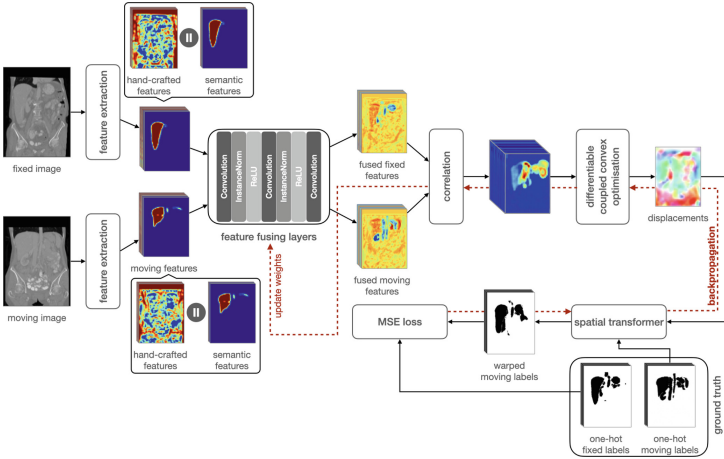 hand-crafted
features
semantic
features
fixed image
feature extraction
Convolution
InstanceNorm
ReLU
Convolution
InstanceNorm
ReLU
Convolution
feature fusing layers
fused fixed
features
correlation
differentiable
coupled convex
optimisation
displacements
moving image
feature extraction
moving features
hand-crafted
features
semantic
features
update weights
fused moving
features
backpropagation
MSE loss
warped
moving labels
spatial transformer
one-hot
fixed labels
one-hot
moving labels
ground truth